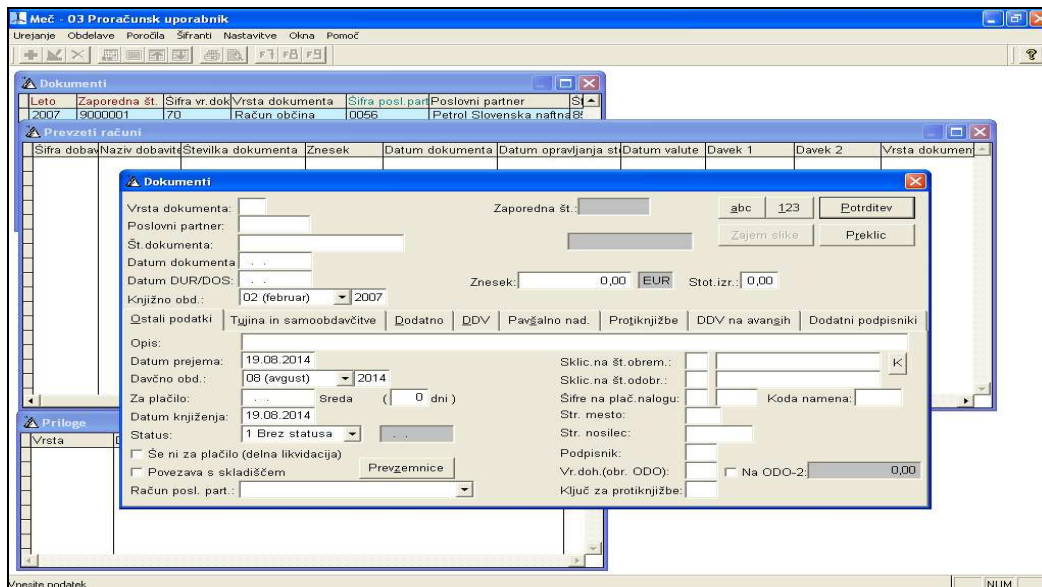 Meč - 03 Proračunsk uporabnik
Urejanje Obdelave Poročila Šifranti Nastavitve Okna Pomoč
F7 F8 F9
Dokumenti
Leto Zaporedna št. Šifra vr.dok Vrsta dokumenta Šifra posl.part Poslovni partner
2007 9000001 70 Račun občina 0056 Petrol Slovenska naftna
Prevzeti računi
Šifra dobav Naziv dobavite Številka dokumenta Znesek Datum dokumenta Datum opravljanja sto Datum valute Davek 1 Davek 2 Vrsta dokumen
Dokumenti
Vrsta dokumenta: Zaporedna št.: abc 123 Potrditev
Poslovni partner:
Št.dokumenta: Zajem slike Preklic
Datum dokumenta . .
Datum DUR/DOS: . . Znesek: 0,00 EUR Stot.izr.: 0,00
Knjižno obd.: 02 (februar) 2007
Ostali podatki Tujina in samoobdavčitve Dodatno DDV Pavšalno nad. Protiknjižbe DDV na avansih Dodatni podpisniki
Opis:
Datum prejema: 19.08.2014 Sklic.na št.obrem.: K
Davčno obd.: 08 (avgust) 2014 Sklic.na št.odobr.:
Za plačilo: . . Sreda ( 0 dni ) Šifre na plač.nalogu: Koda namena:
Datum knjiženja: 19.08.2014 Str. mesto:
Status: 1 Brez statusa . . Str. nosilec:
Še ni za plačilo (delna likvidacija) Podpisnik:
Povezava s skladiščem Prevzemnice Vr.doh.(obr. ODO): Na ODO-2: 0,00
Račun posl. part.: Ključ za protiknjižbe:
Priloge
Vrsta
Vnesite podatek NUM